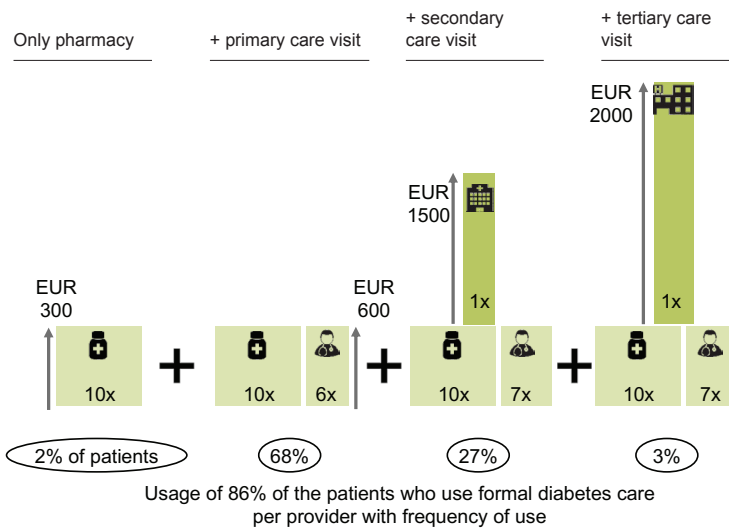 Only pharmacy
+ primary care visit
+ secondary
care visit
+ tertiary care
visit
EUR
300
10x
+
10x
6x
EUR
600
+
EUR
1500
1x
10x
7x
+
EUR
2000
H
1x
10x
7x
2% of patients
68%
27%
3%
Usage of 86% of the patients who use formal diabetes care
per provider with frequency of use